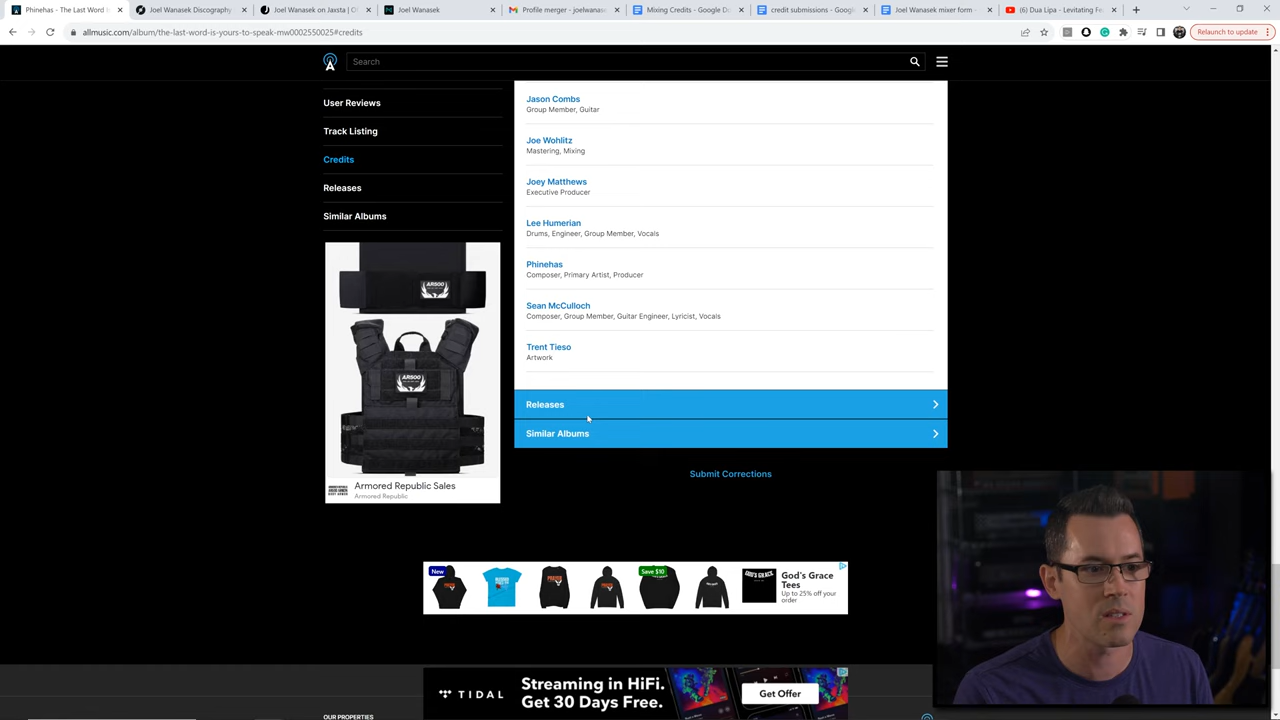 Phinehas - The Last Word Is
Joel Wanasek Discography
Joel Wanasek on Jaxsta
Joel Wanasek
Profile merger - joelwanase
Mixing Credits - Google Do
credit submissions - Google
Joel Wanasek mixer form -
(6) Dua Lipa - Levitating Fe
allmusic.com/album/the-last-word-is-yours-to-speak-mw0002550025#credits
Relaunch to update
Search
User Reviews
Track Listing
Credits
Releases
Similar Albums
Jason Combs
Group Member, Guitar
Joe Wohlitz
Mastering, Mixing
Joey Matthews
Executive Producer
Lee Humerian
Drums, Engineer, Group Member, Vocals
Phinehas
Composer, Primary Artist, Producer
Sean McCulloch
Composer, Group Member, Guitar Engineer, Lyricist, Vocals
Trent Tieso
Artwork
Releases
Similar Albums
Submit Corrections
Armored Republic Sales
Armored Republic
New
Save $10
God's Grace
Tees
Up to 25% off your
order
TIDAL
Streaming in HiFi.
Get 30 Days Free.
Get Offer
OUR PROPERTIES